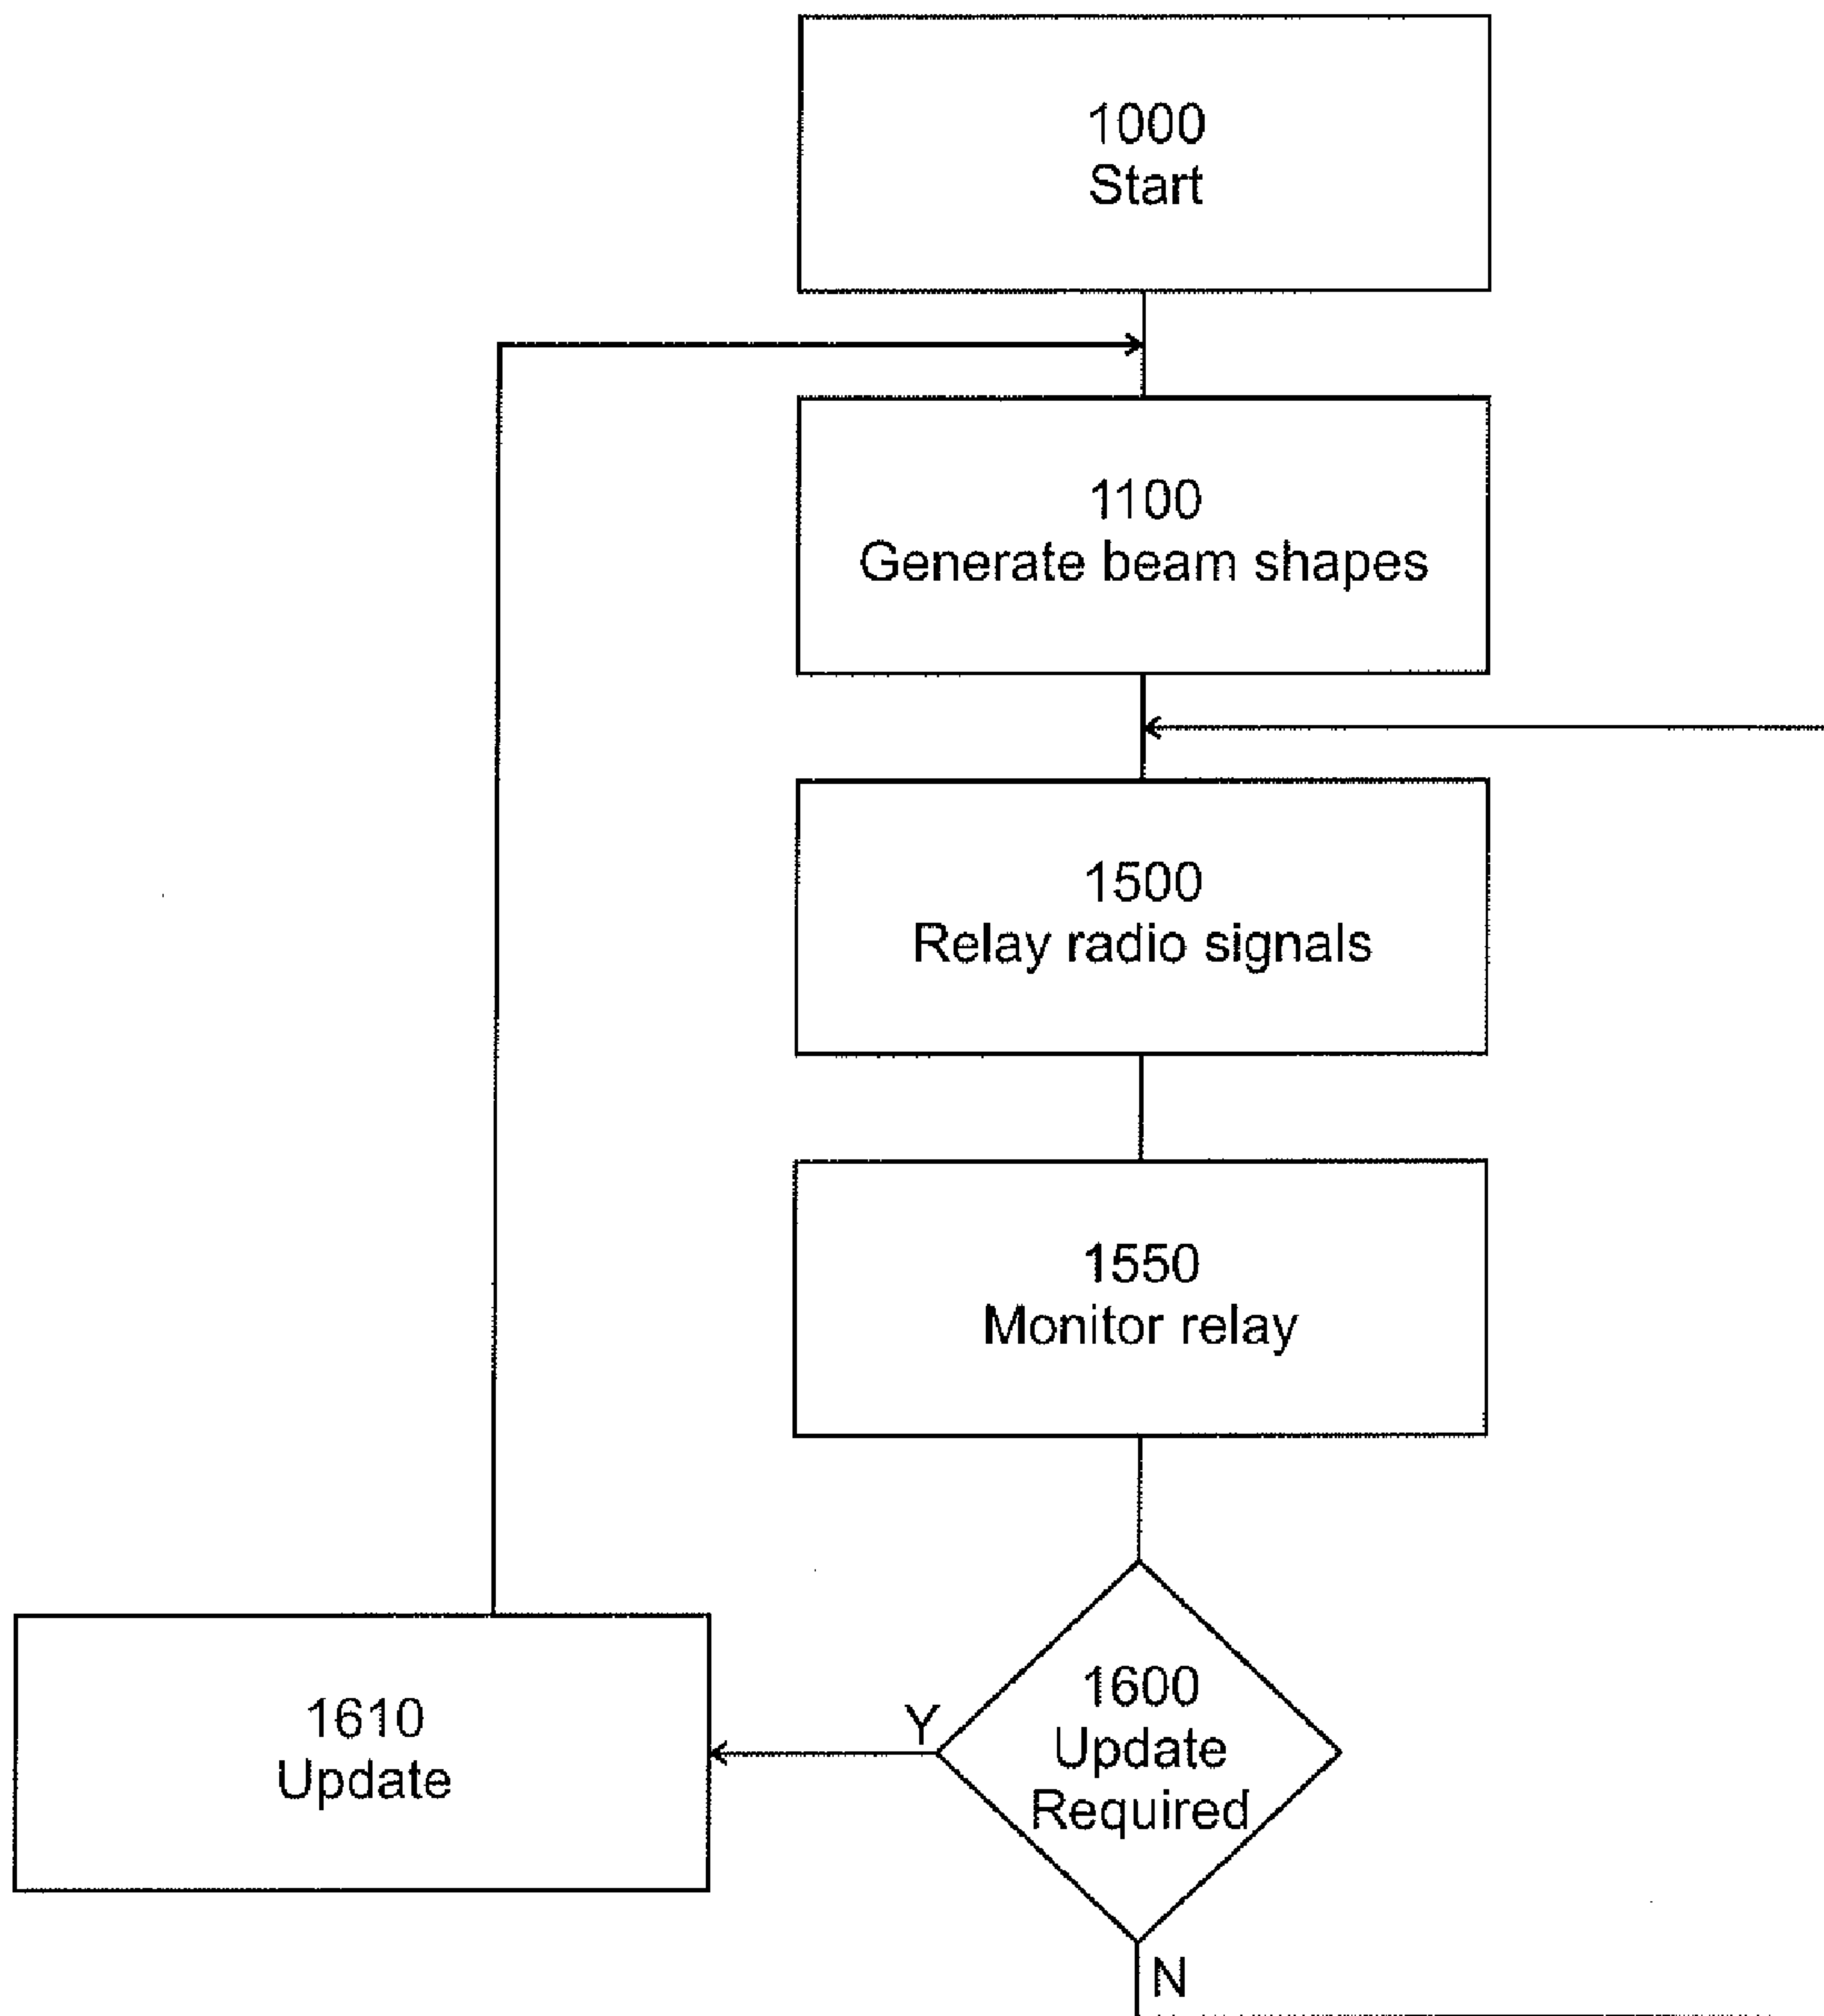 1000
Start
1100
Generate beam shapes
1500
Relay radio signals
1550
Monitor relay
1600
Update
Required
Y
1610
Update
N